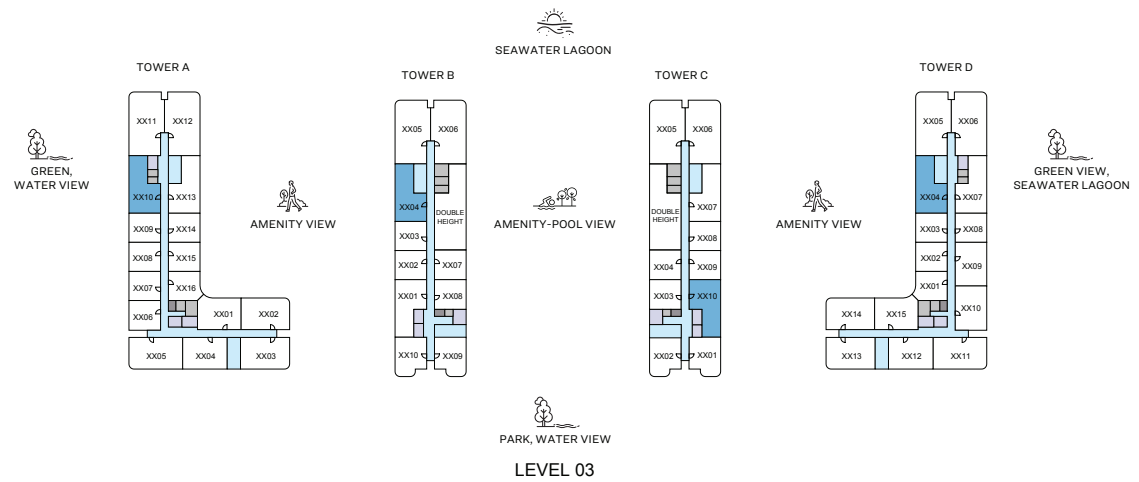 SEAWATER LAGOON
TOWER A
TOWER B
TOWER C
TOWER D
GREEN,
WATER VIEW
AMENITY VIEW
AMENITY-POOL VIEW
AMENITY VIEW
GREEN VIEW,
SEAWATER LAGOON
XX11
XX12
XX10
XX13
XX09
XX14
XX08
XX15
XX07
XX16
XX06
XX01
XX02
XX05
XX04
XX03
XX05
XX06
XX04
DOUBLE
HEIGHT
XX03
XX02
XX07
XX01
XX08
XX10
XX09
XX05
XX06
XX07
DOUBLE
HEIGHT
XX08
XX04
XX09
XX03
XX10
XX02
XX01
XX05
XX06
XX04
XX07
XX03
XX08
XX02
XX09
XX01
XX10
XX14
XX15
XX13
XX12
XX11
PARK, WATER VIEW
LEVEL 03